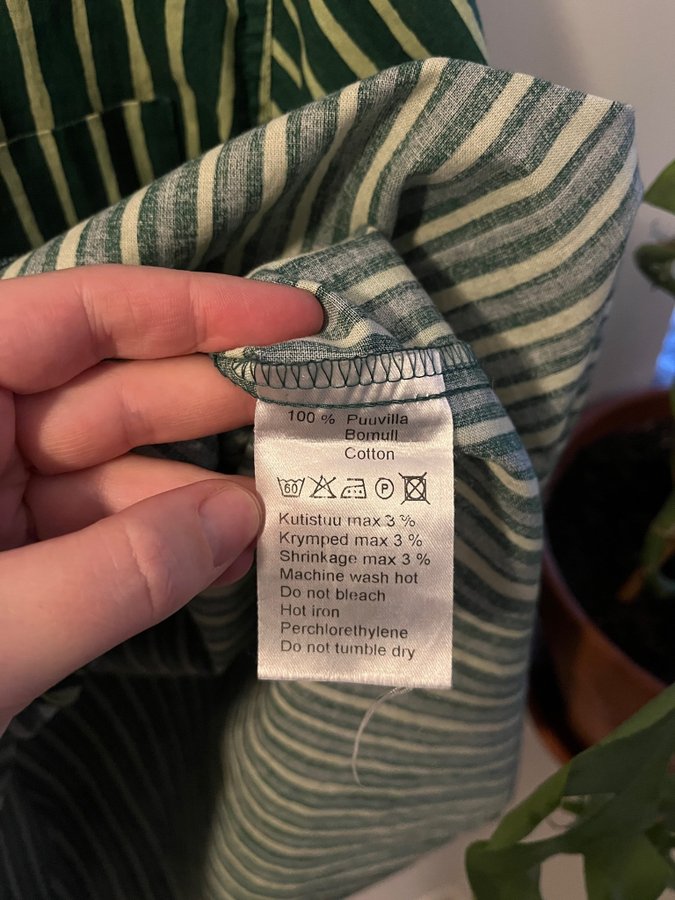 100 % Puuvilla
Bomull
Cotton
60 P
Kutistuu max 3 %
Krymped max 3 %
Shrinkage max 3 %
Machine wash hot
Do not bleach
Hot iron
Perchlorethylene
Do not tumble dry